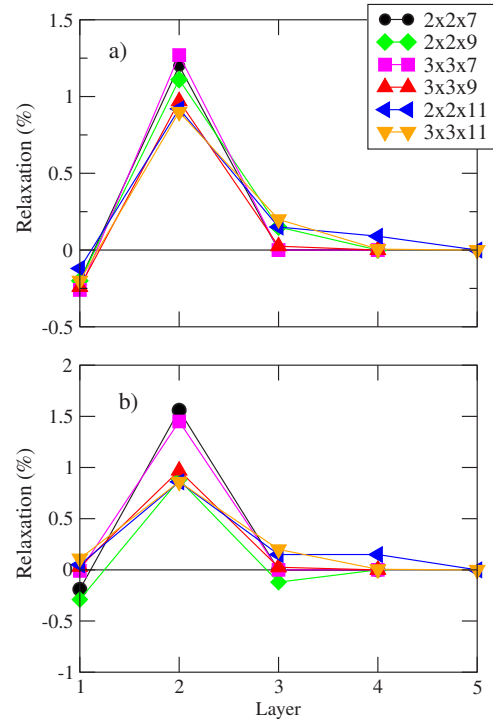 2x2x7
2x2x9
3x3x7
3x3x9
2x2x11
3x3x11
a)
1.5
1
0.5
0
-0.5
Relaxation (%)
b)
2
1.5
1
0.5
0
-0.5
-1
Relaxation (%)
1 2 3 4 5
Layer